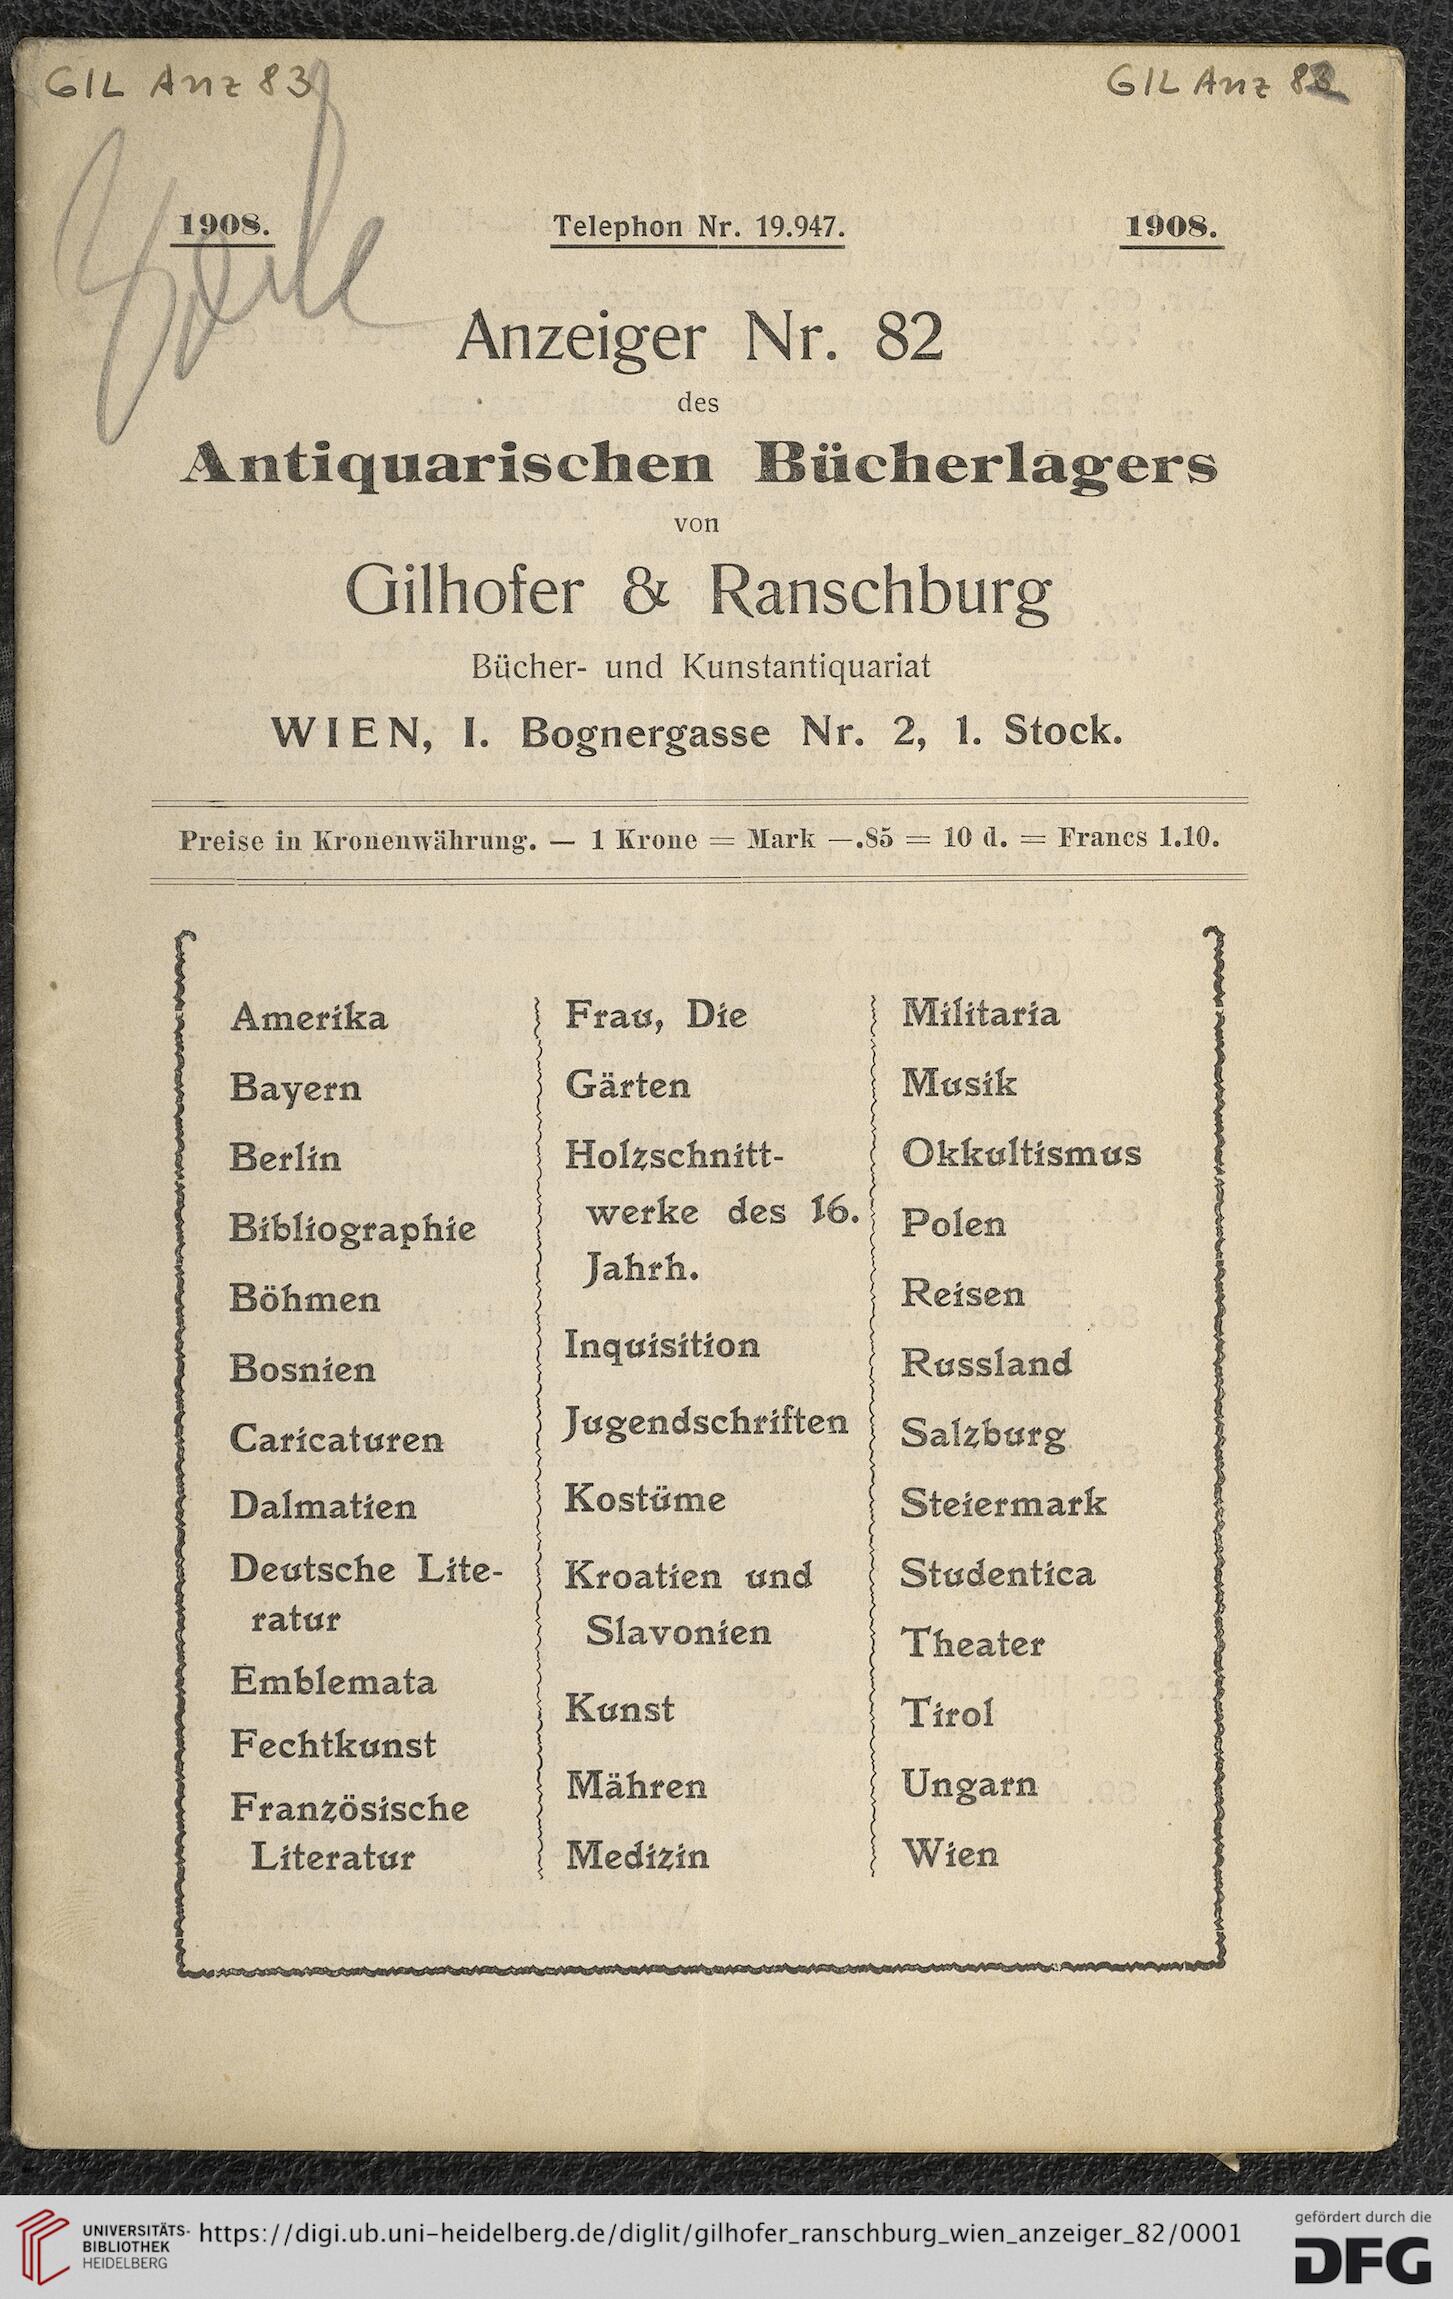 GIL Anz 83
GIL Anz 82
1908.
Telephon Nr. 19.947.
1908.
Anzeiger Nr. 82
des
Antiquarischen Bücherlagers
von
Gilhofer & Ranschburg
Bücher- und Kunstantiquariat
WIEN, I. Bognergasse Nr. 2, 1. Stock.
Preise in Kronenwährung. — 1 Krone = Mark —.85 = 10 d. = Francs 1.10.
Amerika
Bayern
Berlin
Bibliographie
Böhmen
Bosnien
Caricaturen
Dalmatien
Deutsche Lite-
ratur
Emblemata
Fechtkunst
Französische
Literatur
Frau, Die
Gärten
Holzschnitt-
werke des 16.
Jahrh.
Inquisition
Jugendschriften
Kostüme
Kroatien und
Slavonien
Kunst
Mähren
Medizin
Militaria
Musik
Okkultismus
Polen
Reisen
Russland
Salzburg
Steiermark
Studentica
Theater
Tirol
Ungarn
Wien
UNIVERSITÄTS-
BIBLIOTHEK
HEIDELBERG
https://digi.ub.uni-heidelberg.de/diglit/gilhofer_ranschburg_wien_anzeiger_82/0001
gefördert durch die
DFG